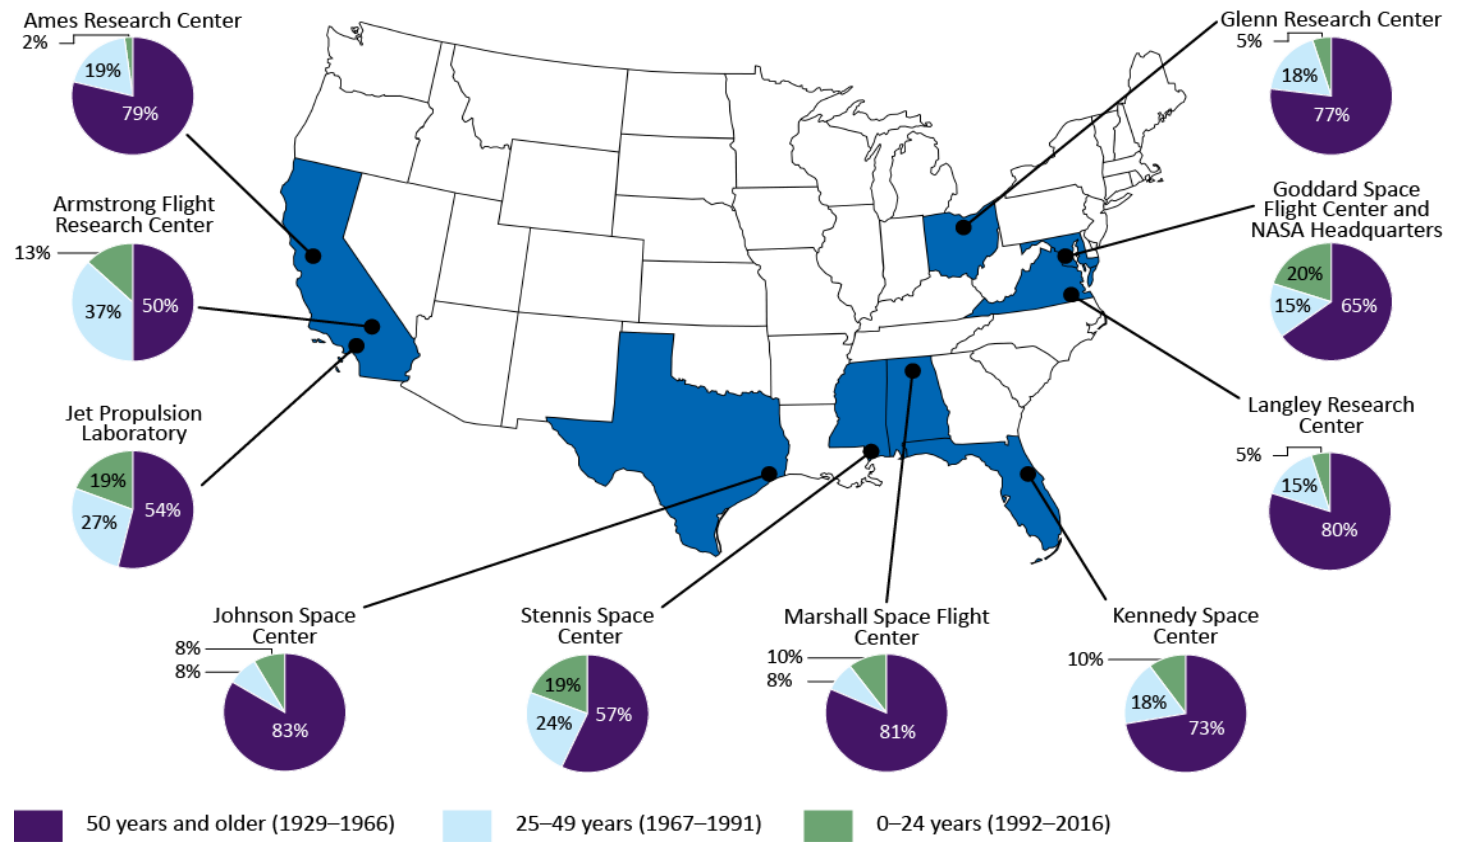 Ames Research Center
2%
19%
79%
Armstrong Flight
Research Center
13%
37%
50%
Jet Propulsion
Laboratory
19%
27%
54%
Johnson Space
Center
8%
8%
83%
Stennis Space
Center
19%
24%
57%
Marshall Space Flight
Center
10%
8%
81%
Kennedy Space
Center
10%
18%
73%
Glenn Research Center
5%
18%
77%
Goddard Space
Flight Center and
NASA Headquarters
20%
15%
65%
Langley Research
Center
5%
15%
80%
50 years and older (1929–1966)
25–49 years (1967–1991)
0–24 years (1992–2016)